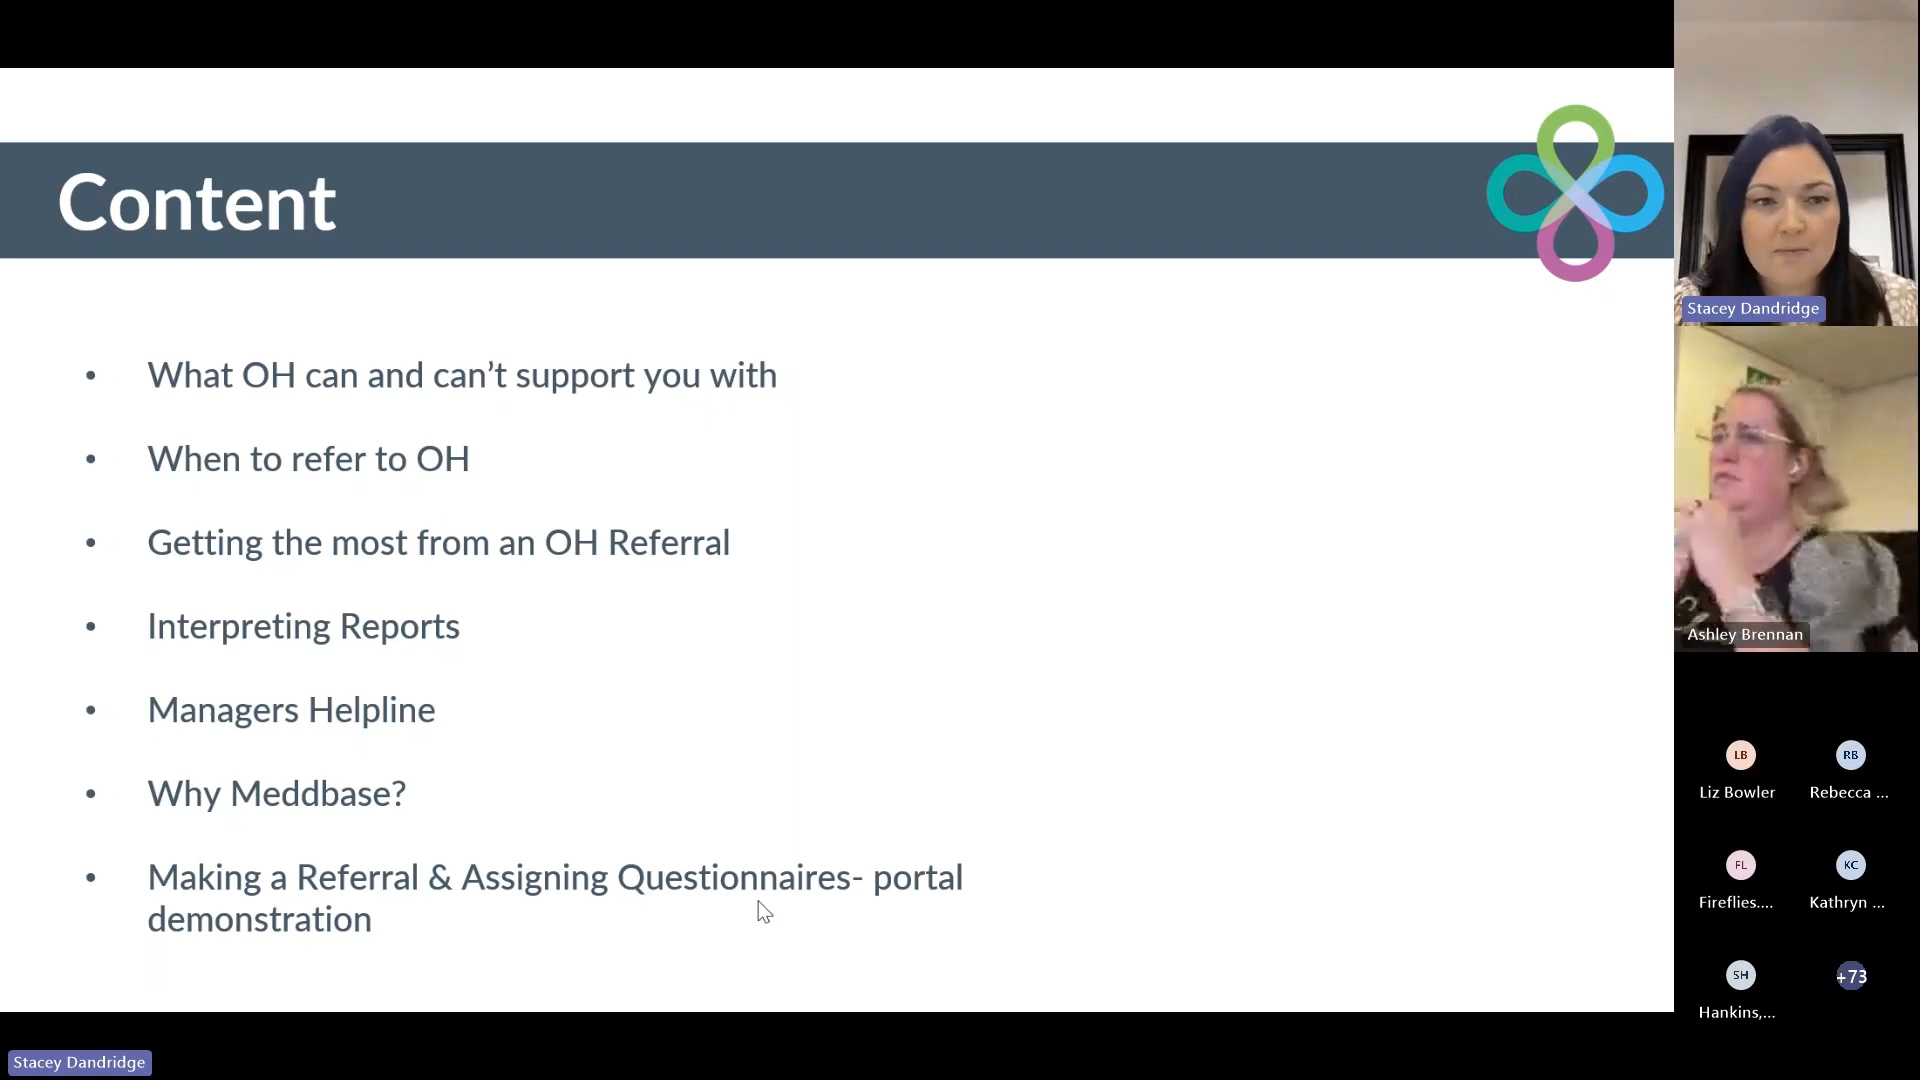 Content
• What OH can and can’t support you with
• When to refer to OH
• Getting the most from an OH Referral
• Interpreting Reports
• Managers Helpline
• Why Meddbase?
• Making a Referral & Assigning Questionnaires- portal
demonstration
Stacey Dandridge
Ashley Brennan
LB
RB
Liz Bowler
Rebecca ...
FL
KC
Fireflies....
Kathryn ...
SH
+73
Hankins,...
Stacey Dandridge